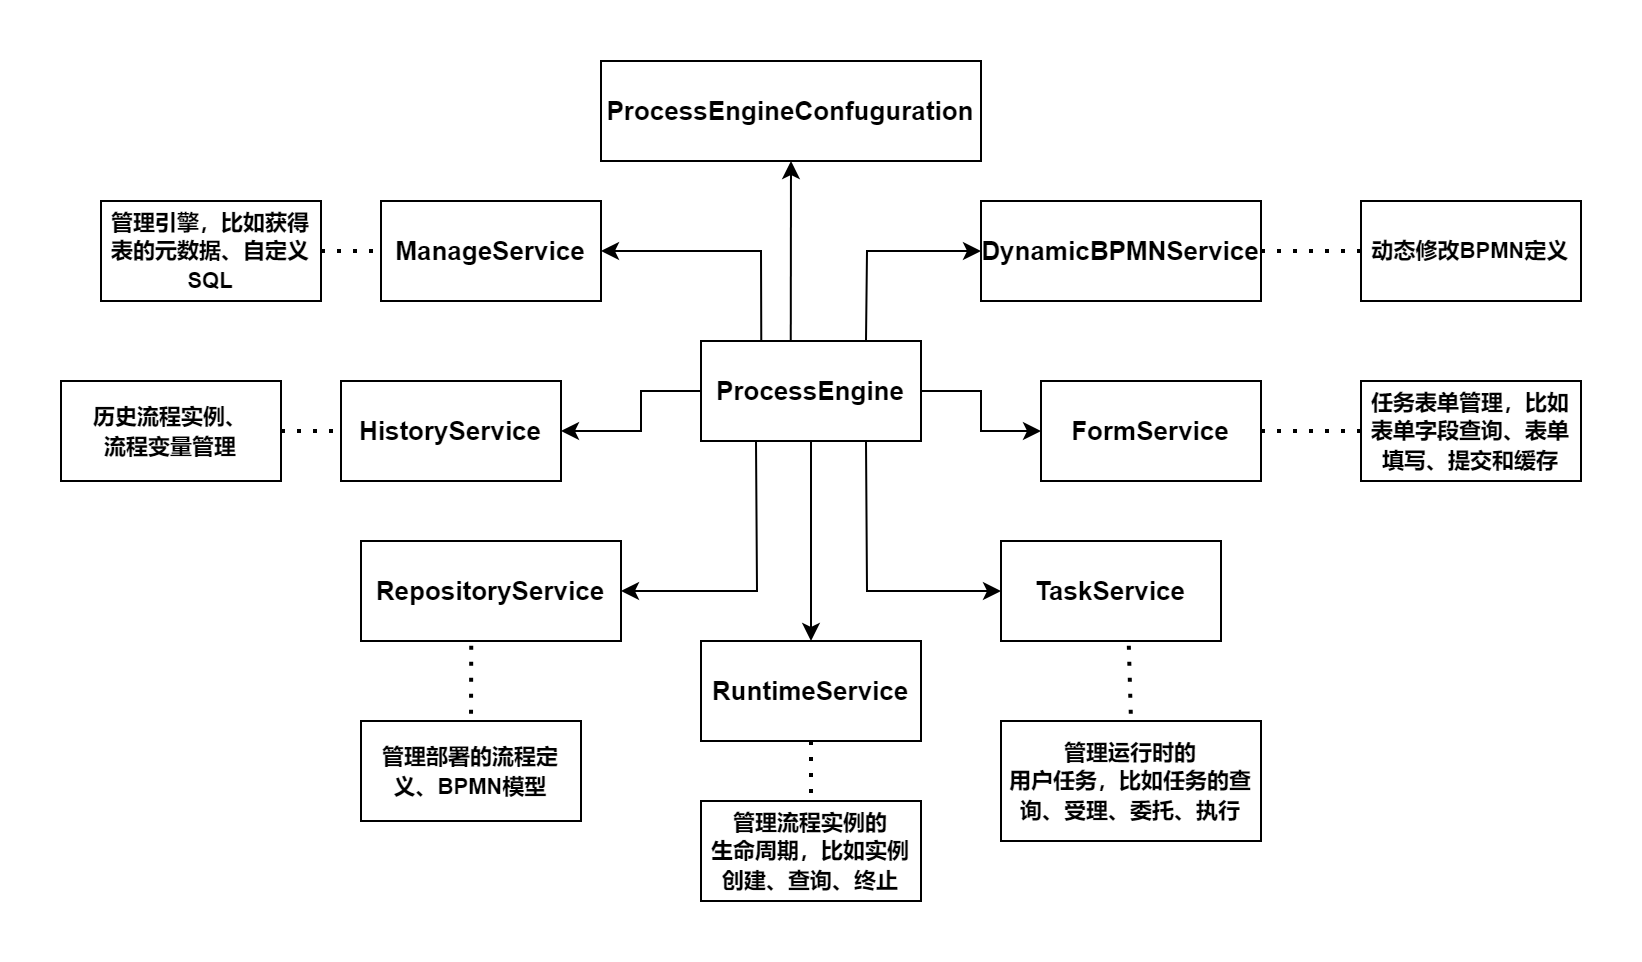 ProcessEngineConfuguration
管理引擎，比如获得
表的元数据、自定义
SQL
ManageService
DynamicBPMNService
动态修改BPMN定义
ProcessEngine
历史流程实例、
流程变量管理
HistoryService
FormService
任务表单管理，比如
表单字段查询、表单
填写、提交和缓存
RepositoryService
TaskService
RuntimeService
管理部署的流程定
义、BPMN模型
管理运行时的
用户任务，比如任务的查
询、受理、委托、执行
管理流程实例的
生命周期，比如实例
创建、查询、终止